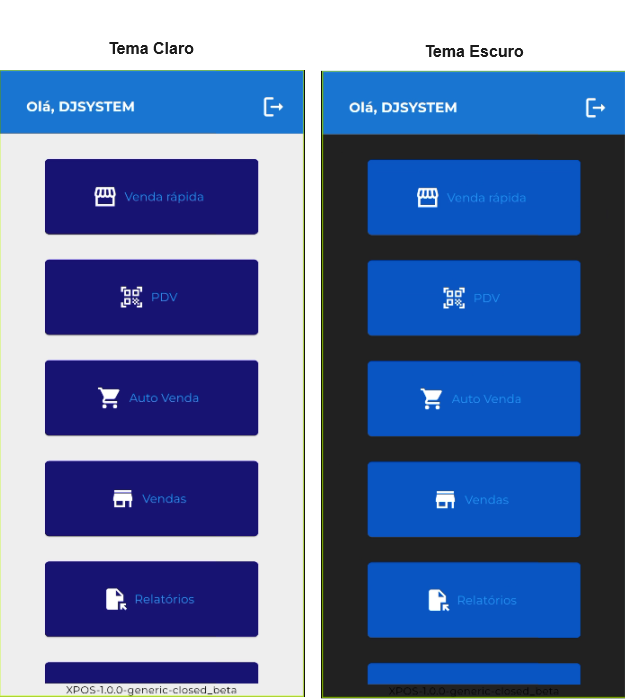 Tema Claro
Olá, DJSYSTEM
Venda rápida
PDV
Auto Venda
Vendas
Relatórios
XPOS-1.0.0-generic-closed_beta
Tema Escuro
Olá, DJSYSTEM
Venda rápida
PDV
Auto Venda
Vendas
Relatórios
XPOS-1.0.0-generic-closed_beta